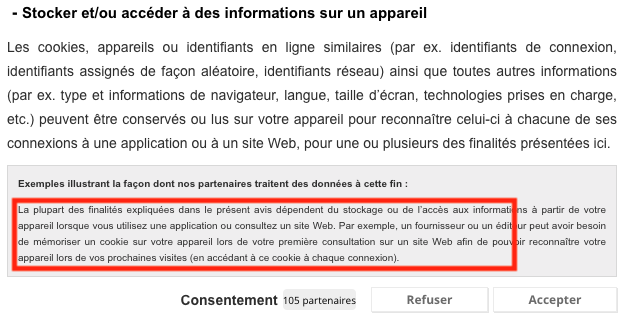 - Stocker et/ou accéder à des informations sur un appareil
Les cookies, appareils ou identifiants en ligne similaires (par ex. identifiants de connexion,
identifiants assignés de façon aléatoire, identifiants réseau) ainsi que toutes autres informations
(par ex. type et informations de navigateur, langue, taille d'écran, technologies prises en charge,
etc.) peuvent être conservés ou lus sur votre appareil pour reconnaître celui-ci à chacune de ses
connexions à une application ou à un site Web, pour une ou plusieurs des finalités présentées ici.
Exemples illustrant la façon dont nos partenaires traitent des données à cette fin :
La plupart des finalités expliquées dans le présent avis dépendent du stockage ou de l'accès aux informations à partir de votre
appareil lorsque vous utilisez une application ou consultez un site Web. Par exemple, un fournisseur ou un éditeur peut avoir besoin
de mémoriser un cookie sur votre appareil lors de votre première consultation sur un site Web afin de pouvoir reconnaître votre
appareil lors de vos prochaines visites (en accédant à ce cookie à chaque connexion).
Consentement 105 partenaires Refuser Accepter